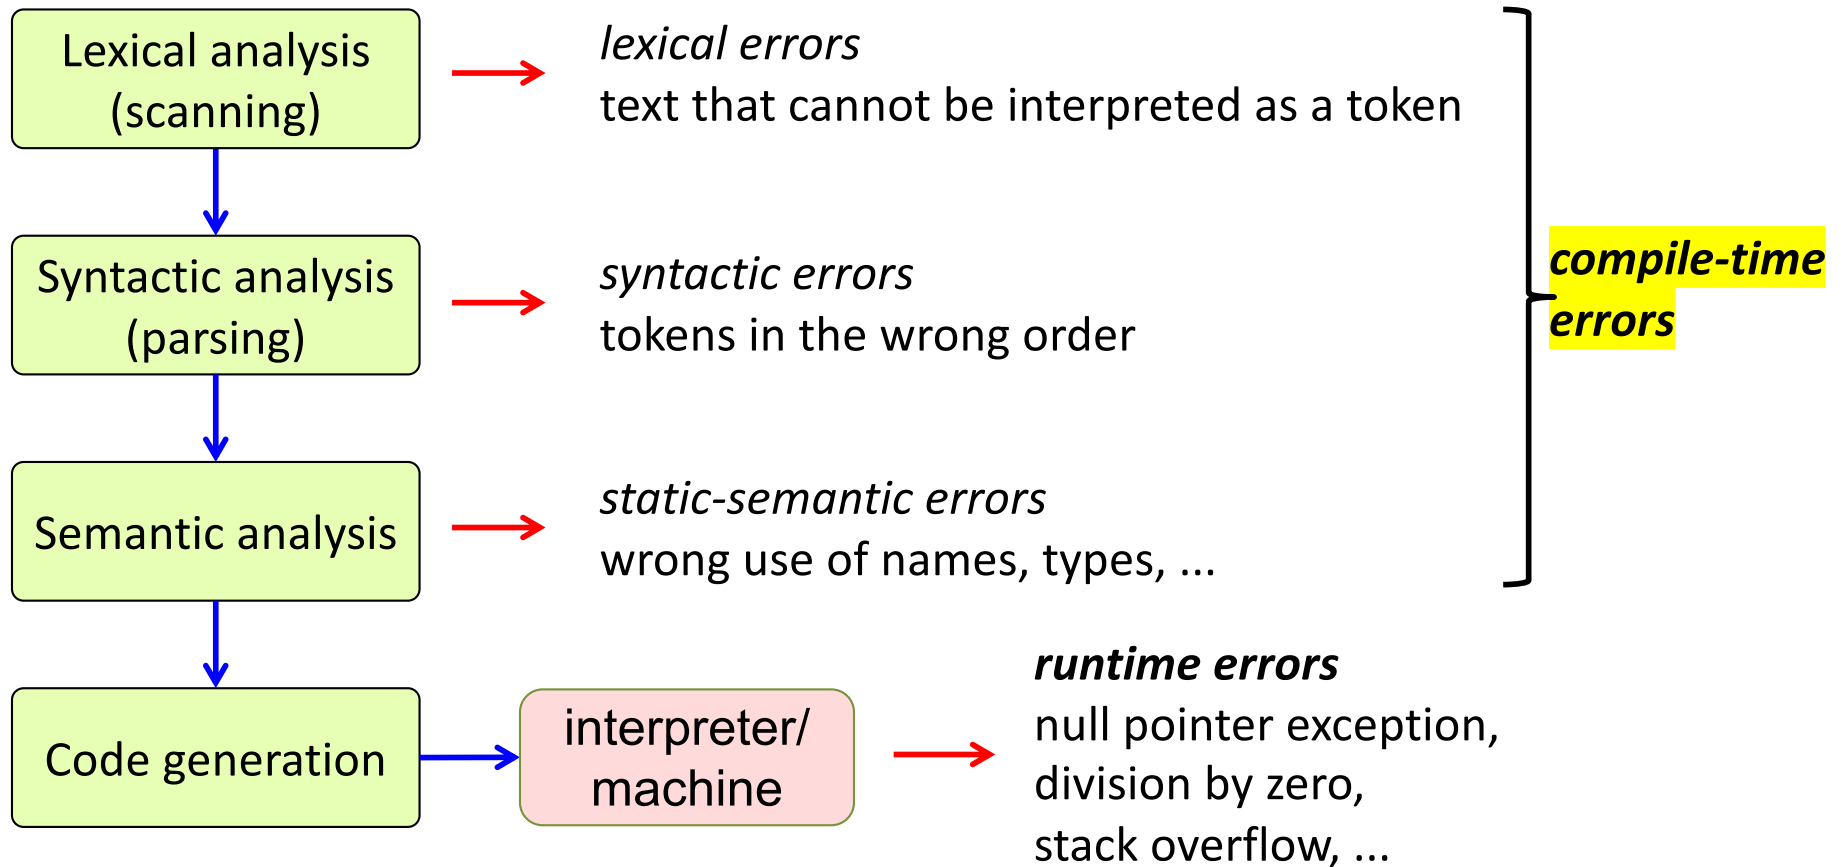 Lexical analysis
(scanning)
lexical errors
text that cannot be interpreted as a token
Syntactic analysis
(parsing)
syntactic errors
tokens in the wrong order
compile-time
errors
Semantic analysis
static-semantic errors
wrong use of names, types, ...
Code generation
interpreter/
machine
runtime errors
null pointer exception,
division by zero,
stack overflow, ...